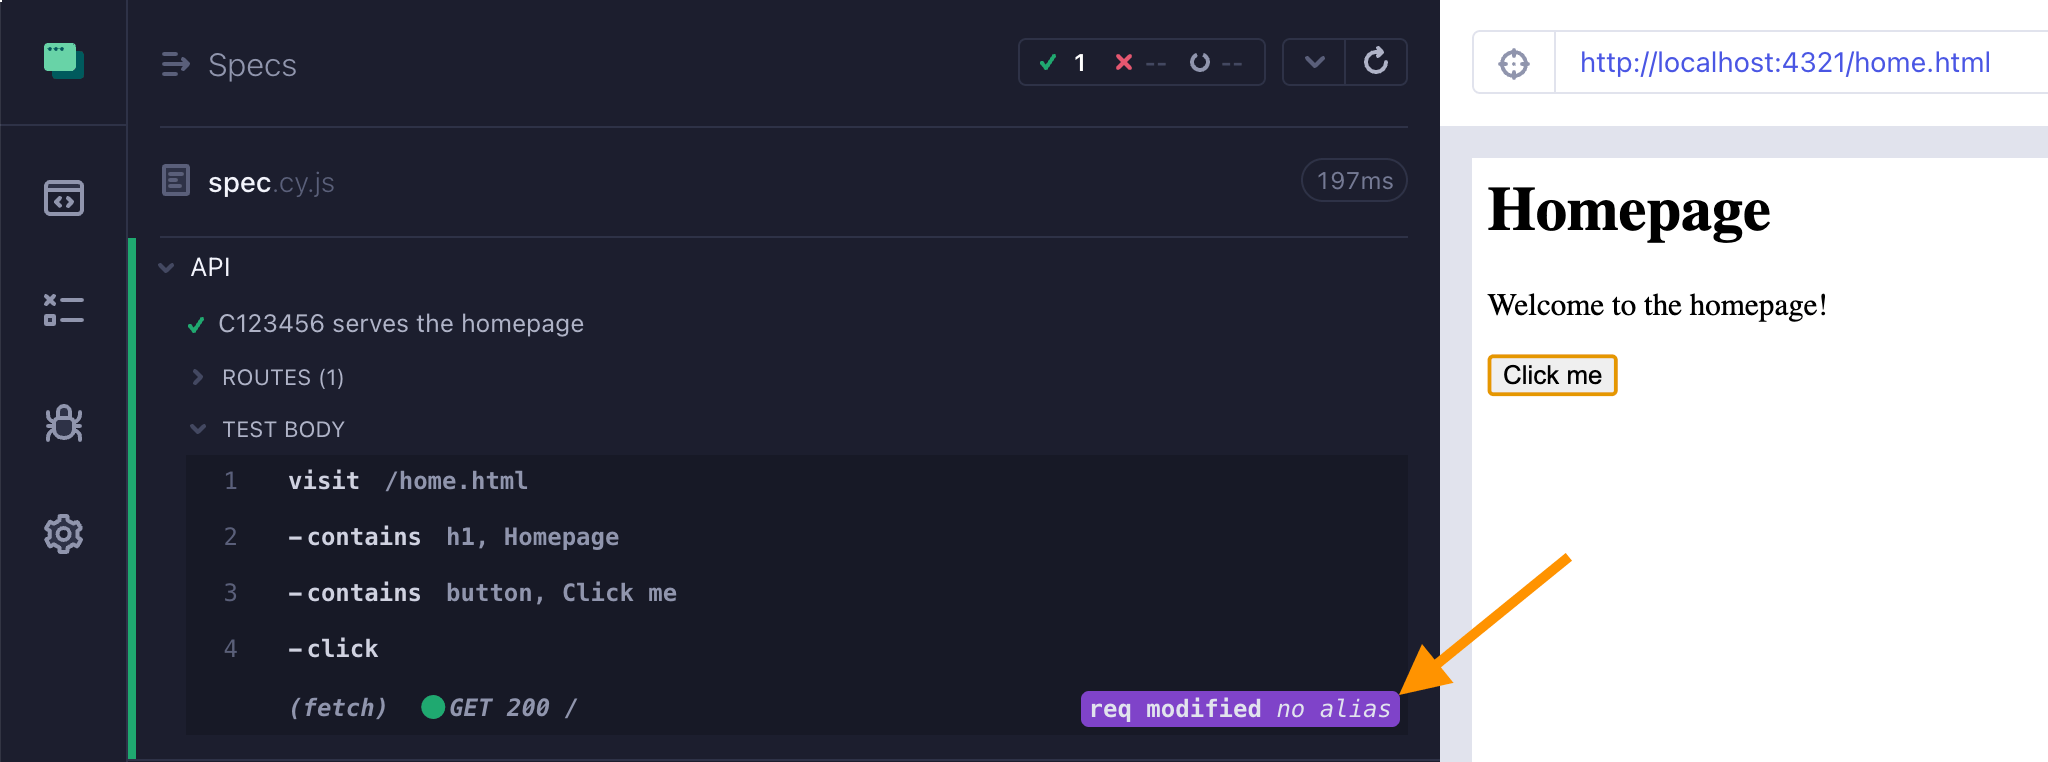 Specs
1 -- --
http://localhost:4321/home.html
spec.cy.js
197ms
API
C123456 serves the homepage
ROUTES (1)
TEST BODY
1 visit /home.html
2 -contains h1, Homepage
3 -contains button, Click me
4 -click
(fetch) GET 200 / req modified no alias
Homepage
Welcome to the homepage!
Click me